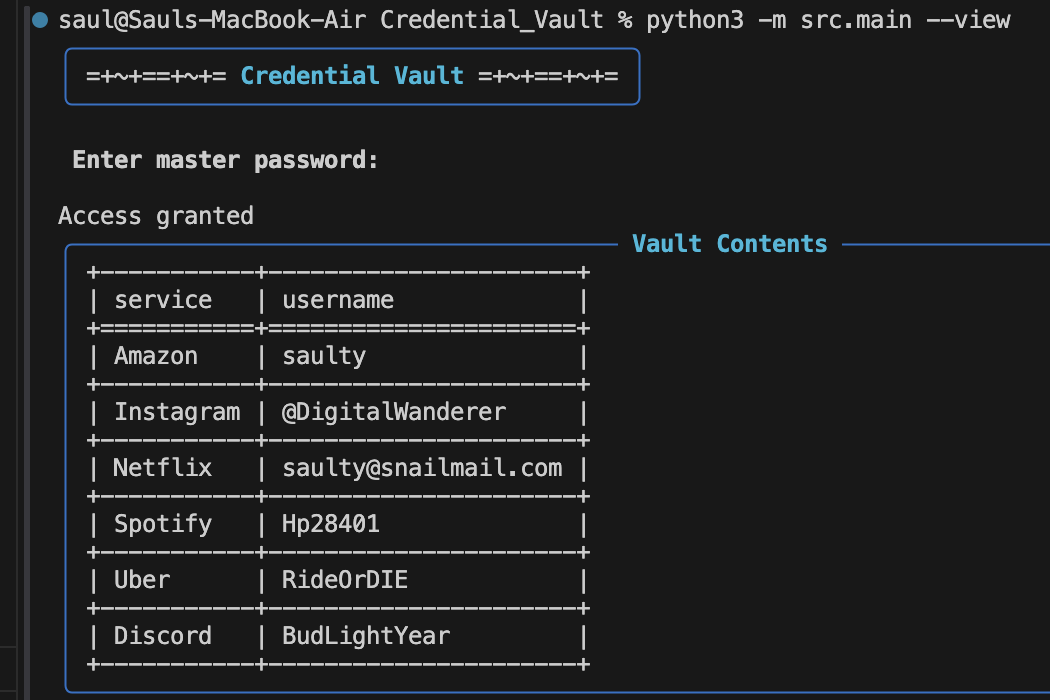 saul@Sauls-MacBook-Air Credential_Vault % python3 -m src.main --view
=+~+==+~+= Credential Vault =+~+==+~+=
Enter master password:
Access granted
Vault Contents
+-----------+----------------------+
| service   | username             |
+===========+======================+
| Amazon    | saulty               |
+-----------+----------------------+
| Instagram | @DigitalWanderer     |
+-----------+----------------------+
| Netflix   | saulty@snailmail.com |
+-----------+----------------------+
| Spotify   | Hp28401              |
+-----------+----------------------+
| Uber      | RideOrDIE            |
+-----------+----------------------+
| Discord   | BudLightYear         |
+-----------+----------------------+